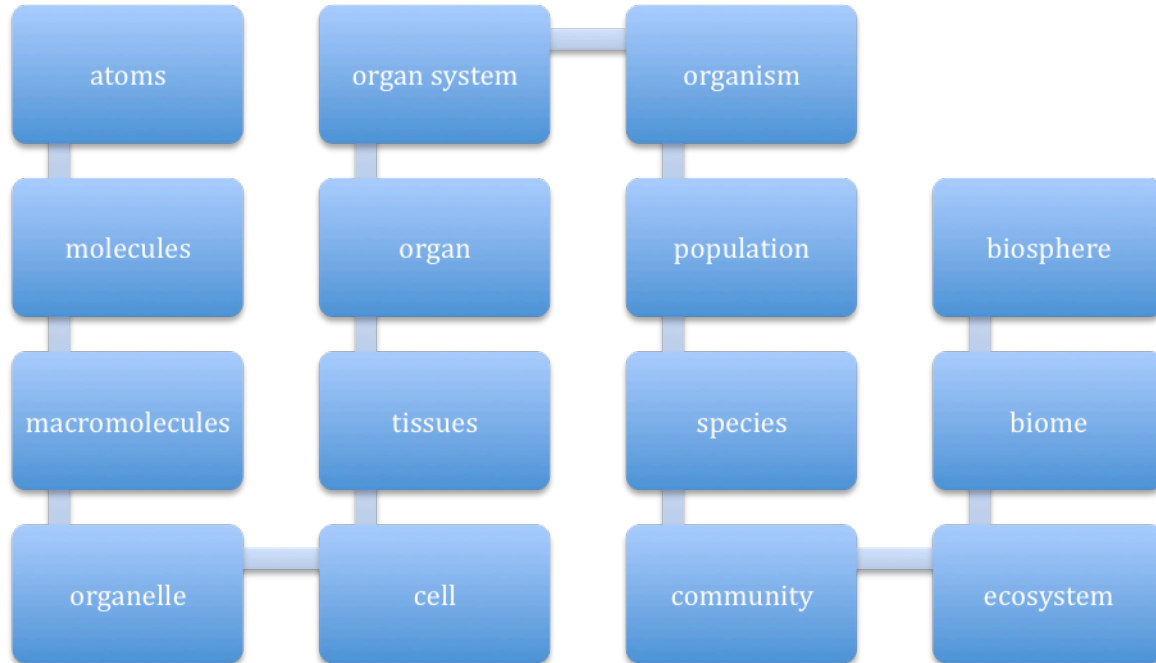 atoms
molecules
macromolecules
organelle
cell
tissues
organ
organ system
organism
population
species
community
ecosystem
biome
biosphere